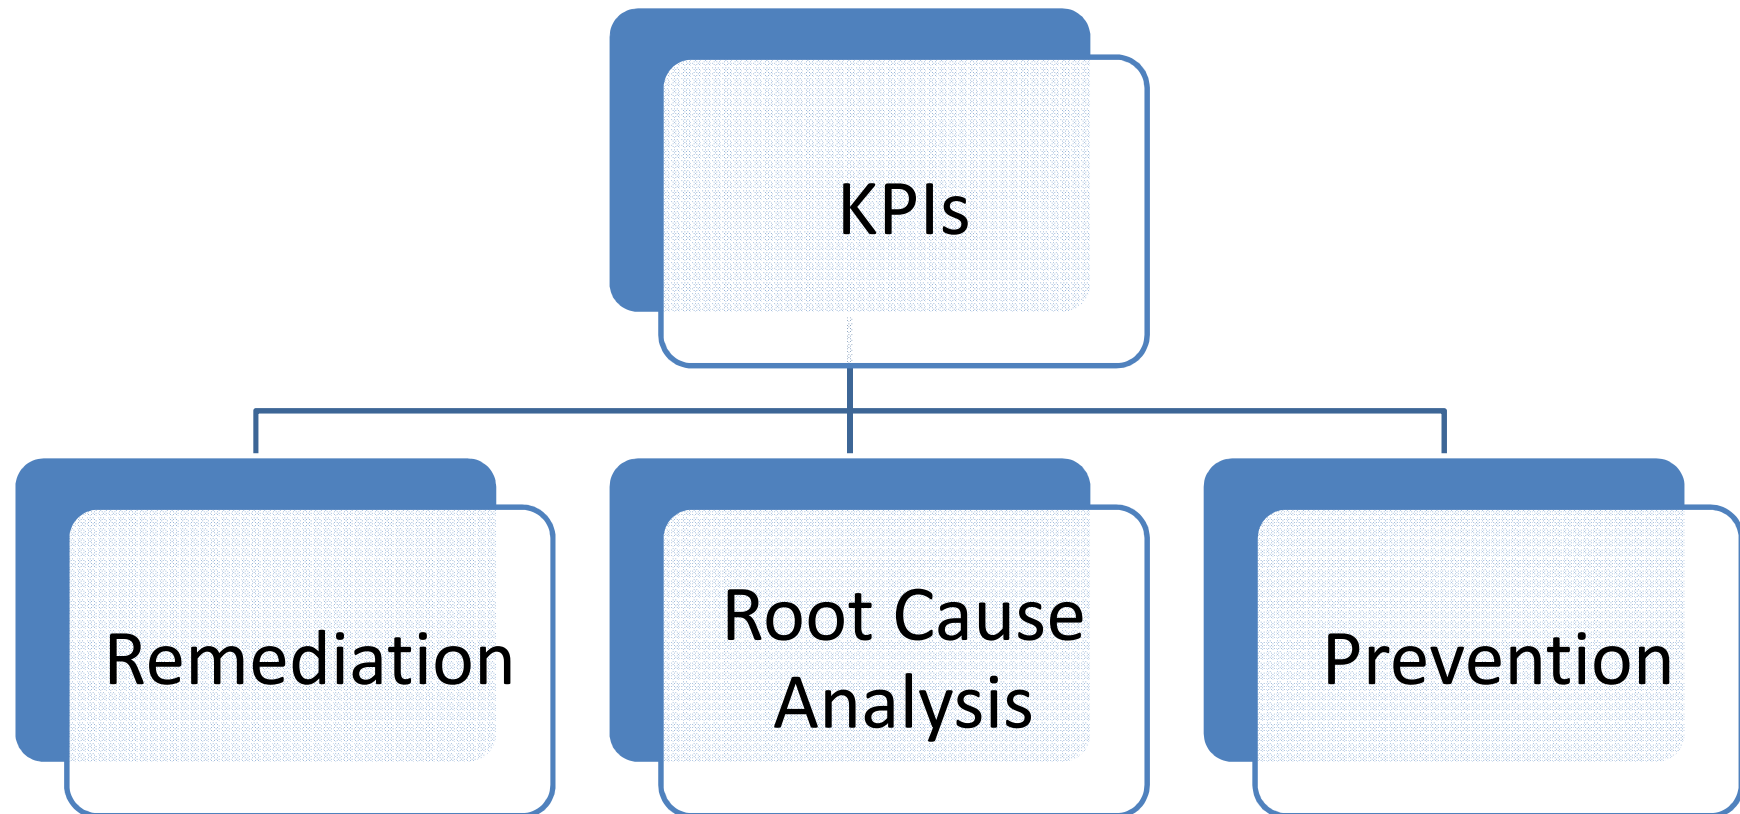 KPIs
Remediation
Root Cause
Analysis
Prevention